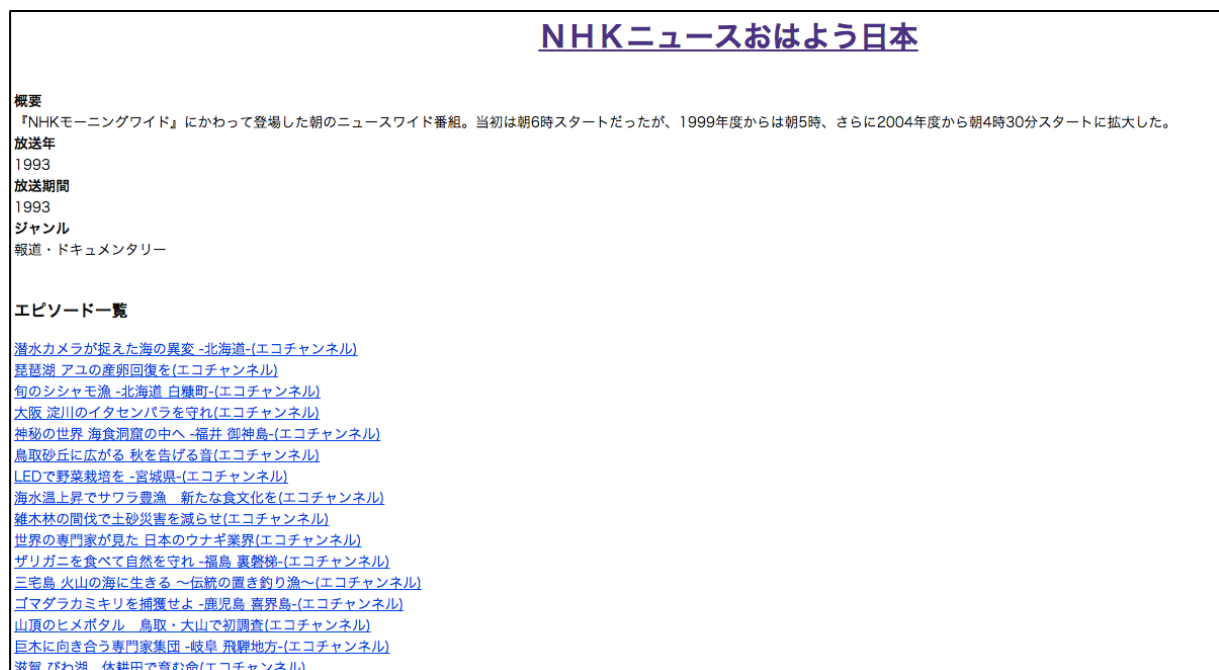 NHKニュースおはよう日本
概要
『NHKモーニングワイド』にかわって登場した朝のニュースワイド番組。当初は朝6時スタートだったが、1999年度からは朝5時、さらに2004年度から朝4時30分スタートに拡大した。
放送年
1993
放送期間
1993
ジャンル
報道・ドキュメンタリー
エピソード一覧
潜水カメラが捉えた海の異変 -北海道-(エコチャンネル)
琵琶湖 アユの産卵回復を(エコチャンネル)
旬のシシャモ漁 -北海道 白糠町-(エコチャンネル)
大阪 淀川のイタセンパラを守れ(エコチャンネル)
神秘の世界 海食洞窟の中へ -福井 御神島-(エコチャンネル)
鳥取砂丘に広がる 秋を告げる音(エコチャンネル)
LEDで野菜栽培を -宮城県-(エコチャンネル)
海水温上昇でサワラ豊漁　新たな食文化を(エコチャンネル)
雑木林の間伐で土砂災害を減らせ(エコチャンネル)
世界の専門家が見た 日本のウナギ業界(エコチャンネル)
ザリガニを食べて自然を守れ -福島 裏磐梯-(エコチャンネル)
三宅島 火山の海に生きる ～伝統の置き釣り漁～(エコチャンネル)
ゴマダラカミキリを捕獲せよ -鹿児島 喜界島-(エコチャンネル)
山頂のヒメボタル　鳥取・大山で初調査(エコチャンネル)
巨木に向き合う専門家集団 -岐阜 飛騨地方-(エコチャンネル)
滋賀 びわ湖　休耕田で育む命(エコチャンネル)